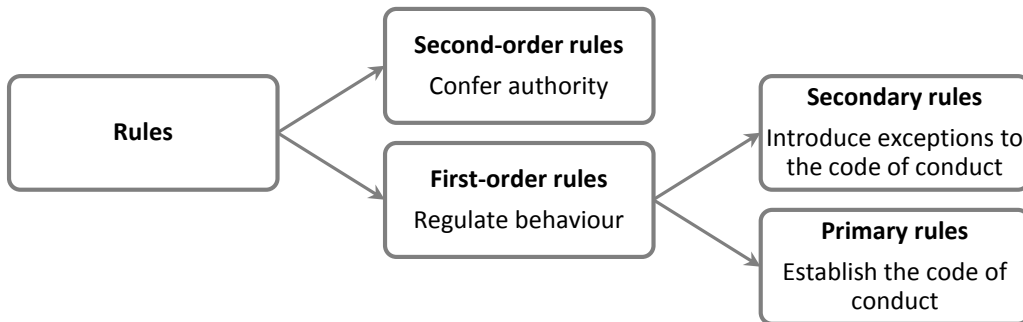 Rules
Second-order rules
Confer authority
First-order rules
Regulate behaviour
Secondary rules
Introduce exceptions to
the code of conduct
Primary rules
Establish the code of
conduct